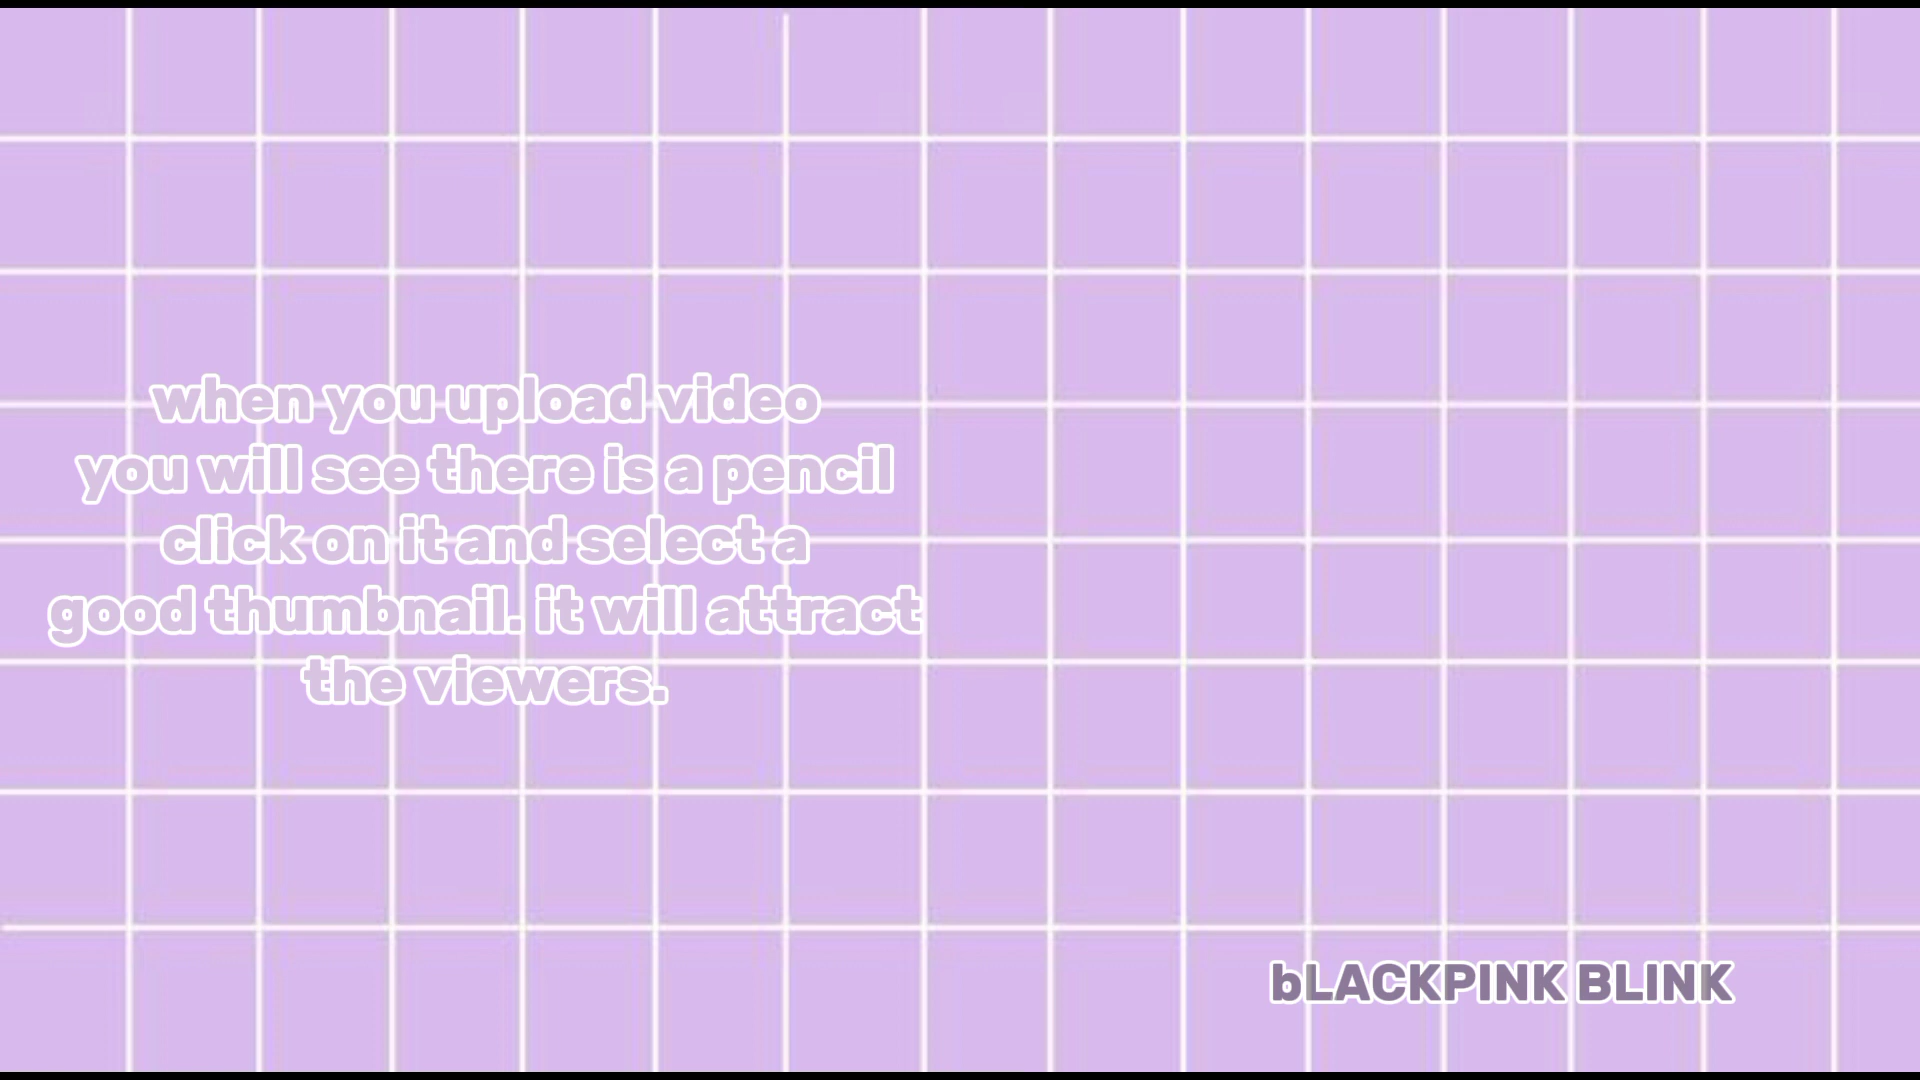 when you upload video
you will see there is a pencil
click on it and select a
good thumbnail. it will attract
the viewers.
bLACKPINK BLINK